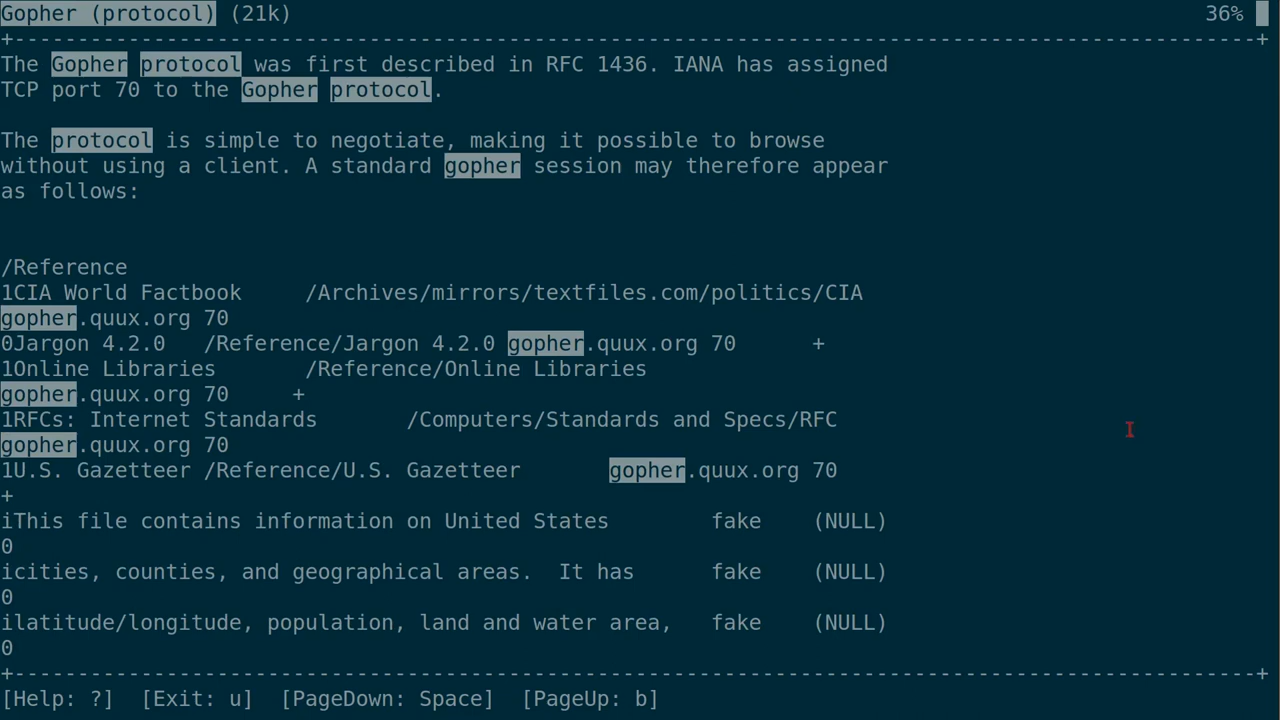 Gopher (protocol) (21k) 36%
+--------------------------------------------------------------------------------------------------+
The Gopher protocol was first described in RFC 1436. IANA has assigned
TCP port 70 to the Gopher protocol.
The protocol is simple to negotiate, making it possible to browse
without using a client. A standard gopher session may therefore appear
as follows:
/Reference
1CIA World Factbook     /Archives/mirrors/textfiles.com/politics/CIA
gopher.quux.org 70
0Jargon 4.2.0   /Reference/Jargon 4.2.0 gopher.quux.org 70      +
1Online Libraries       /Reference/Online Libraries
gopher.quux.org 70     +
1RFCs: Internet Standards       /Computers/Standards and Specs/RFC
gopher.quux.org 70
1U.S. Gazetteer /Reference/U.S. Gazetteer       gopher.quux.org 70
+
iThis file contains information on United States        fake    (NULL)
0
icities, counties, and geographical areas.  It has      fake    (NULL)
0
ilatitude/longitude, population, land and water area,   fake    (NULL)
0
+--------------------------------------------------------------------------------------------------+
[Help: ?]  [Exit: u]  [PageDown: Space]  [PageUp: b]